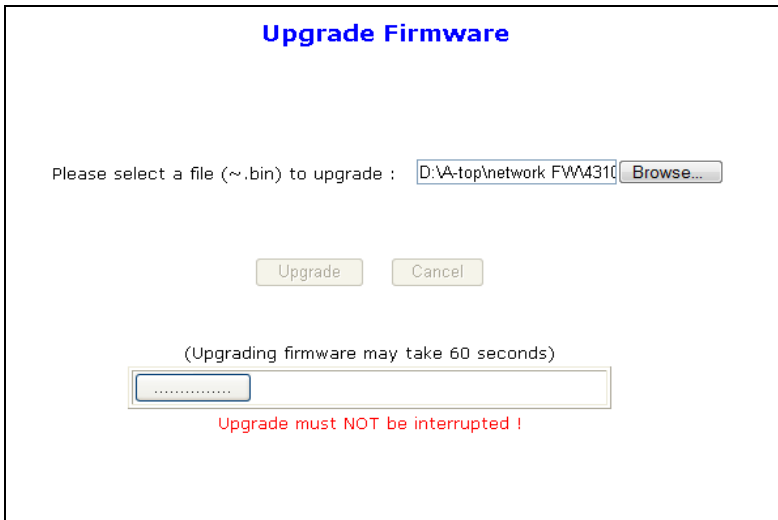 Upgrade Firmware
Please select a file (~.bin) to upgrade : D:\A-top\network FW\4310 Browse...
Upgrade Cancel
(Upgrading firmware may take 60 seconds)
...............
Upgrade must NOT be interrupted !